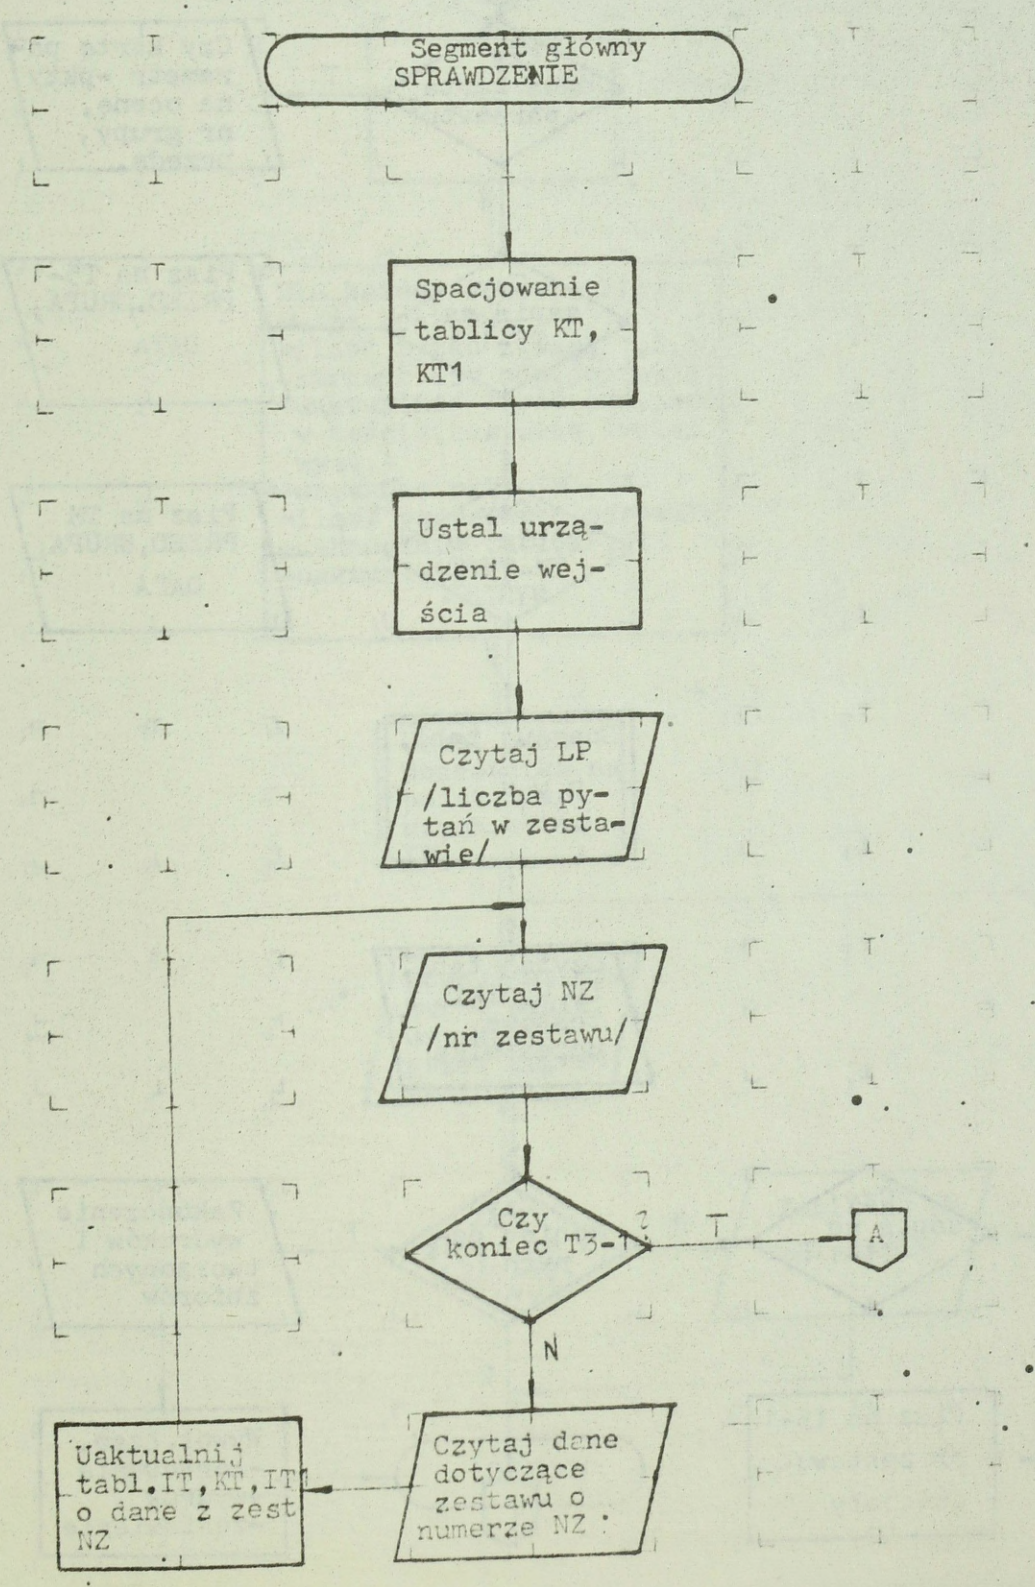 Segment główny
SPRAWDZENIE
Spacjowanie
tablicy KT,
KT1
Ustal urzą-
dzenie wej-
ścia
Czytaj LP
/liczba py-
tań w zesta-
wie/
Czytaj NZ
/nr zestawu/
Czy
koniec T3-1?
T
A
N
Czytaj dane
dotyczące
zestawu o
numerze NZ
Uaktualnij
tabl.IT,KT,IT1
o dane z zest
NZ